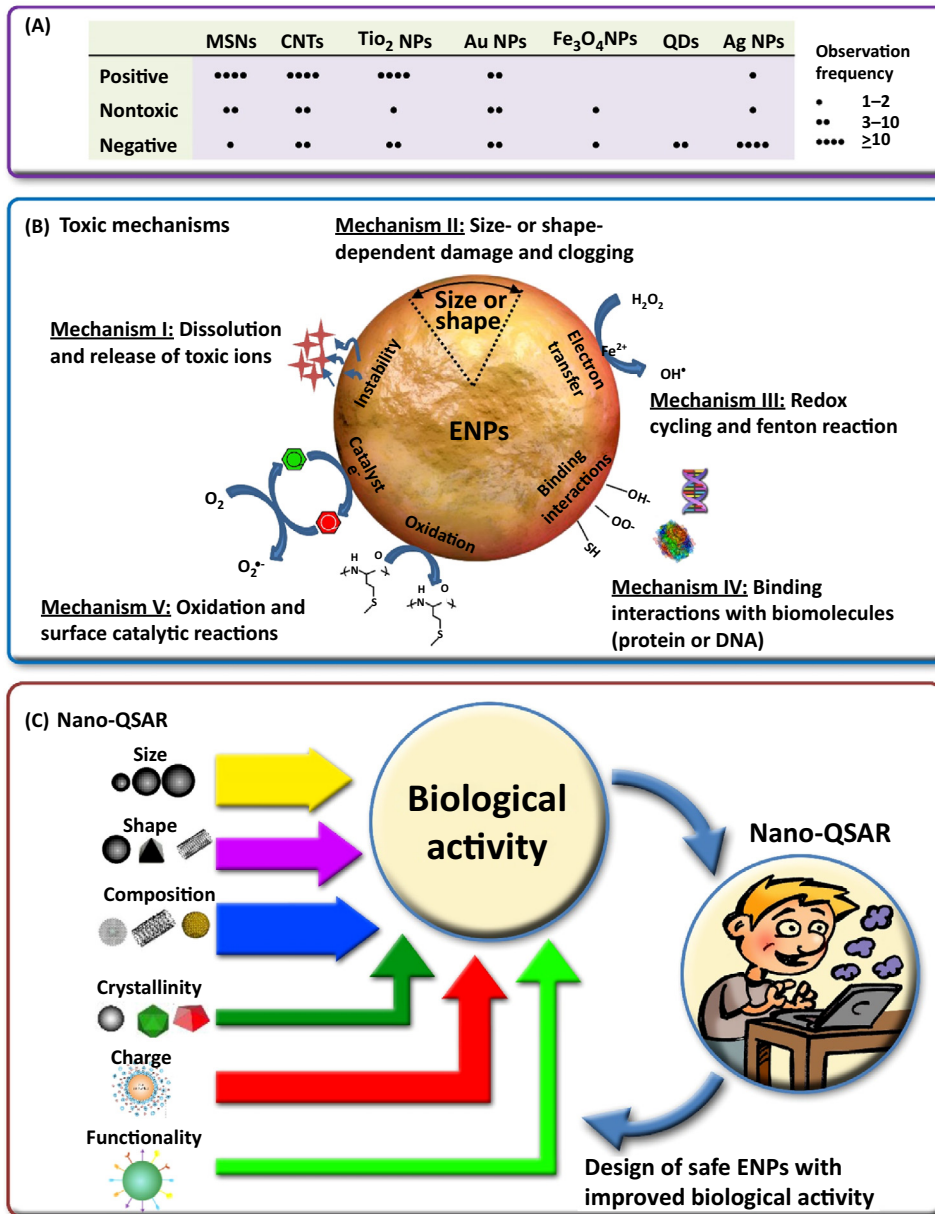 (A)
MSNs CNTs Tio2 NPs Au NPs Fe3O4NPs QDs Ag NPs
Positive •••• •••• •••• •• •
Nontoxic •• •• • •• • •
Negative • •• •• •• • •• ••••
Observation
frequency
• 1–2
•• 3–10
•••• ≥10
(B) Toxic mechanisms
Mechanism II: Size- or shape-
dependent damage and clogging
Mechanism I: Dissolution
and release of toxic ions
Size or
shape
Instability
Electron
transfer
H2O2
Fe2+
OH•
Mechanism III: Redox
cycling and fenton reaction
ENPs
Catalyst
e-
Oxidation
Binding
interactions
OH-
OO-
SH
O2
O2•-
H O
N
S
H O
N
S
Mechanism V: Oxidation and
surface catalytic reactions
Mechanism IV: Binding
interactions with biomolecules
(protein or DNA)
(C) Nano-QSAR
Size
Shape
Composition
Crystallinity
Charge
Functionality
Biological
activity
Nano-QSAR
Design of safe ENPs with
improved biological activity